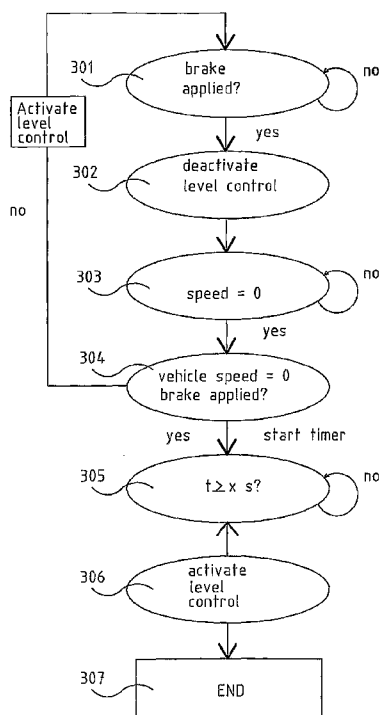 301
brake
applied?
no
Activate
level
control
yes
302
deactivate
level control
no
303
speed = 0
no
yes
304
vehicle speed = 0
brake applied?
yes
start timer
305
t≥x s?
no
306
activate
level
control
307
END